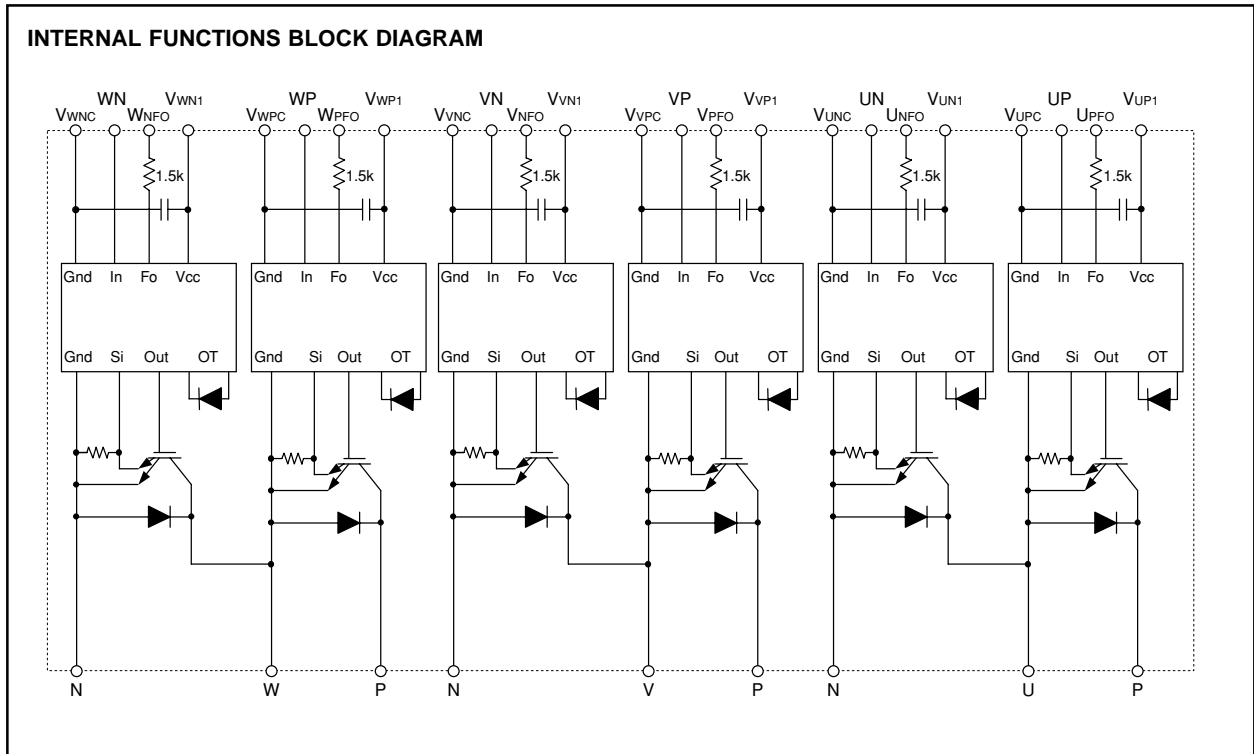 INTERNAL FUNCTIONS BLOCK DIAGRAM
WN VWN1 WP VWP1 VN VVN1 VP VVP1 UN VUN1 UP VUP1
VWNC WNFO VWPC WPFO VVNC VNFO VVPC VPFO VUNC UNFO VUPC UPFO
1.5k 1.5k 1.5k 1.5k 1.5k 1.5k
Gnd In Fo Vcc Gnd In Fo Vcc Gnd In Fo Vcc Gnd In Fo Vcc Gnd In Fo Vcc Gnd In Fo Vcc
Gnd Si Out OT Gnd Si Out OT Gnd Si Out OT Gnd Si Out OT Gnd Si Out OT Gnd Si Out OT
N W P N V P N U P